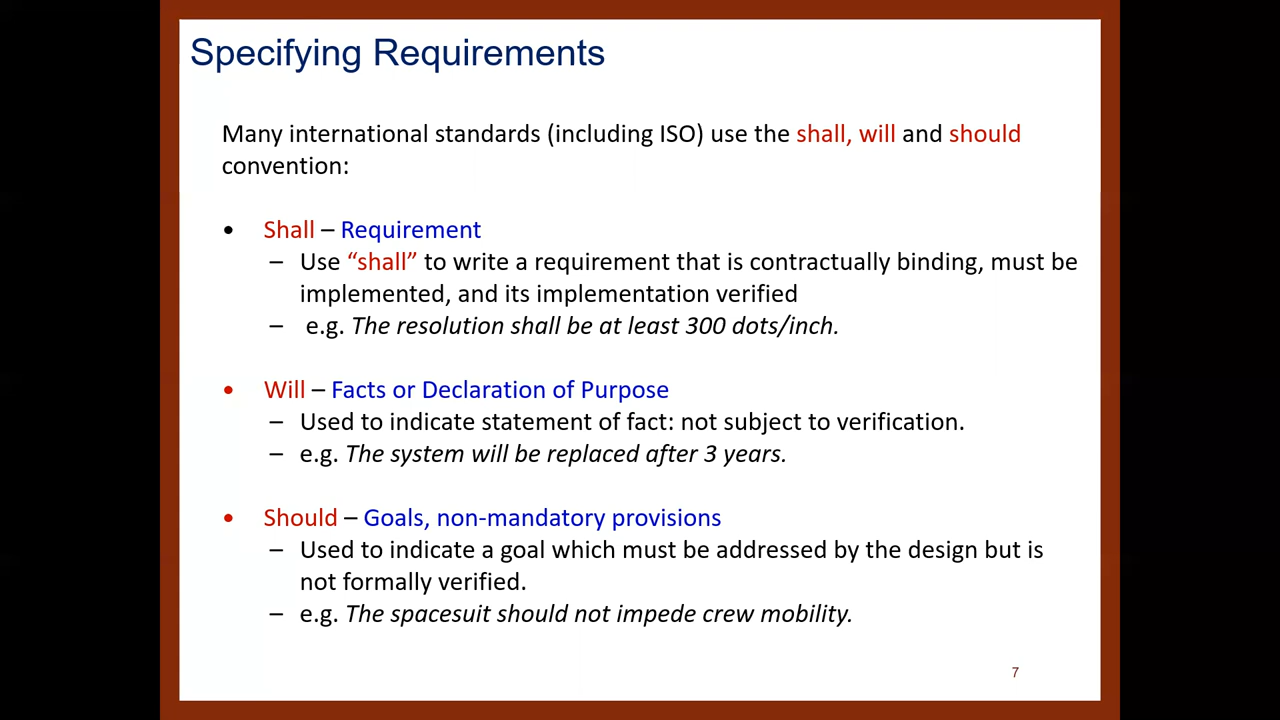 Specifying Requirements
Many international standards (including ISO) use the shall, will and should
convention:
• Shall – Requirement
– Use “shall” to write a requirement that is contractually binding, must be
implemented, and its implementation verified
– e.g. The resolution shall be at least 300 dots/inch.
• Will – Facts or Declaration of Purpose
– Used to indicate statement of fact: not subject to verification.
– e.g. The system will be replaced after 3 years.
• Should – Goals, non-mandatory provisions
– Used to indicate a goal which must be addressed by the design but is
not formally verified.
– e.g. The spacesuit should not impede crew mobility.
7